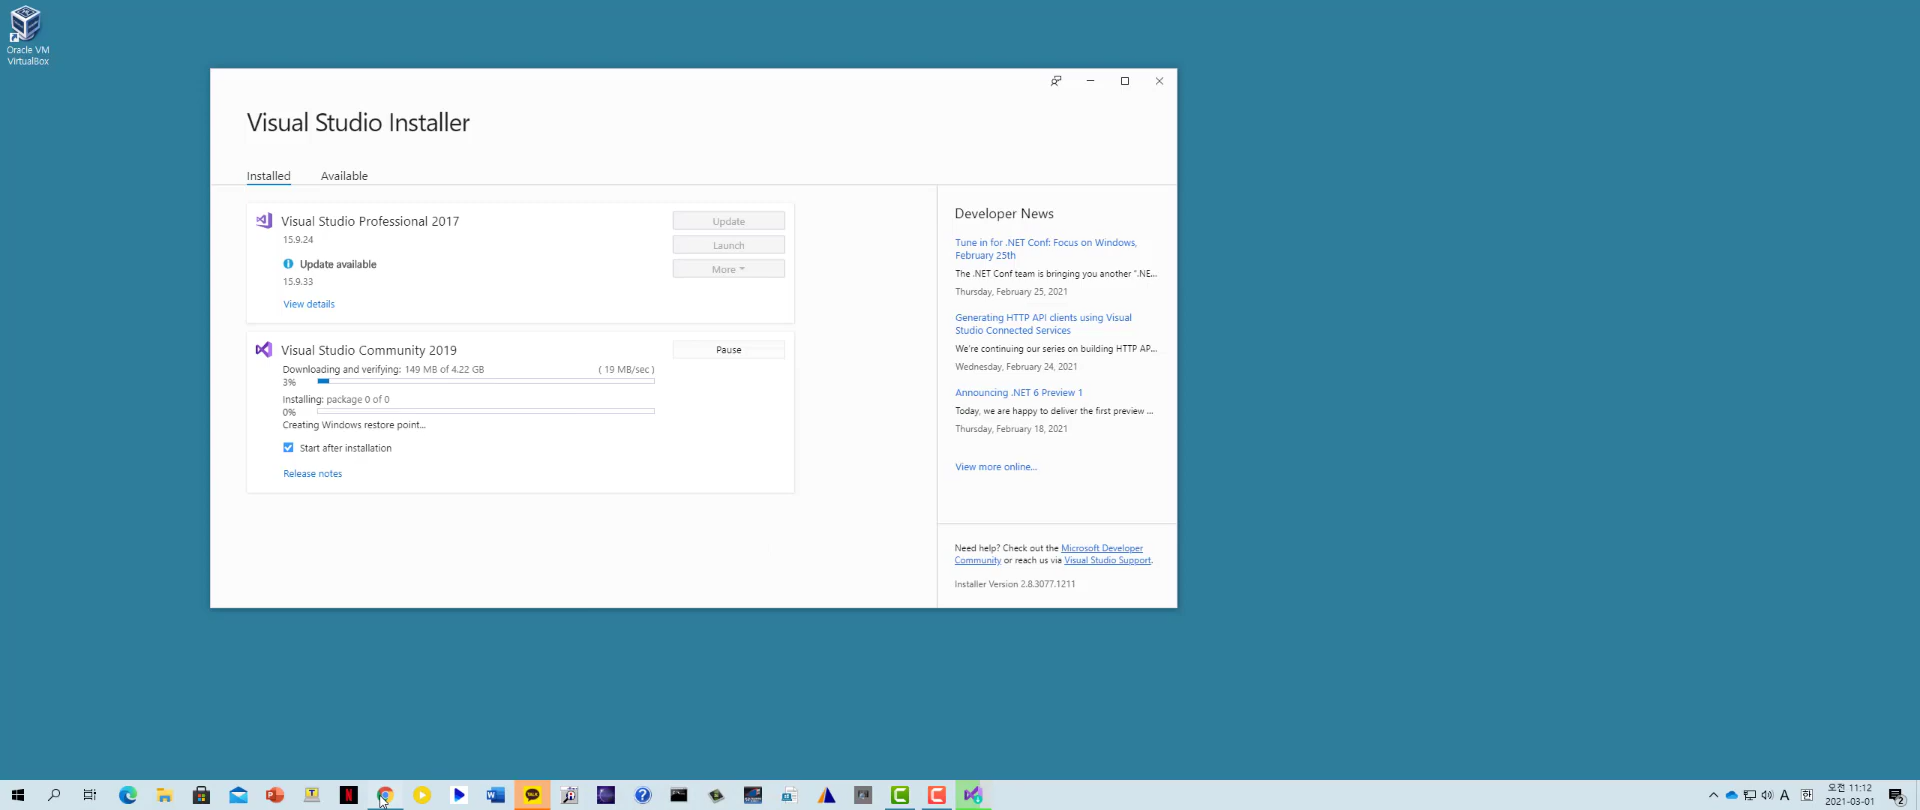 Oracle VM
VirtualBox
Visual Studio Installer
Installed
Available
Visual Studio Professional 2017
15.9.24
Update available
15.9.33
View details
Update
Launch
More
Visual Studio Community 2019
Downloading and verifying: 149 MB of 4.22 GB
( 19 MB/sec )
3%
Installing: package 0 of 0
0%
Creating Windows restore point...
Start after installation
Release notes
Pause
Developer News
Tune in for .NET Conf: Focus on Windows,
February 25th
The .NET Conf team is bringing you another ".NE...
Thursday, February 25, 2021
Generating HTTP API clients using Visual
Studio Connected Services
We're continuing our series on building HTTP AP...
Wednesday, February 24, 2021
Announcing .NET 6 Preview 1
Today, we are happy to deliver the first preview ...
Thursday, February 18, 2021
View more online...
Need help? Check out the Microsoft Developer
Community or reach us via Visual Studio Support.
Installer Version 2.8.3077.1211
TALK
A
한
오전 11:12
2021-03-01
2